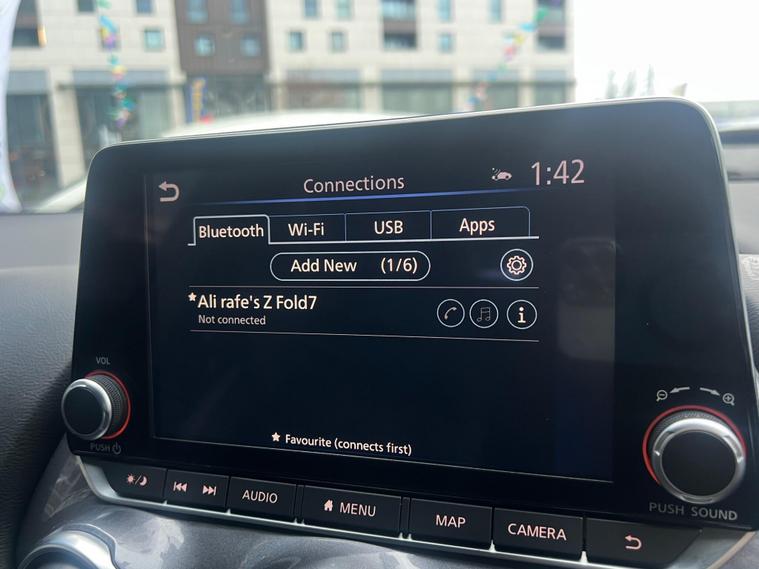 Connections
1:42
Bluetooth
Wi-Fi
USB
Apps
Add New (1/6)
Ali rafe's Z Fold7
Not connected
Favourite (connects first)
VOL
PUSH
AUDIO
MENU
MAP
CAMERA
PUSH SOUND